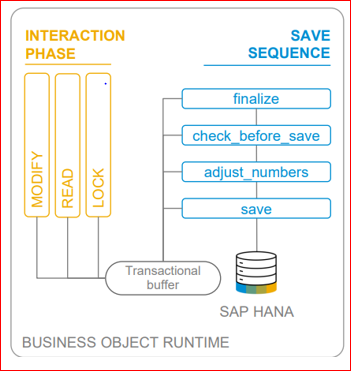 INTERACTION
PHASE
MODIFY
READ
LOCK
SAVE
SEQUENCE
finalize
check_before_save
adjust_numbers
save
Transactional
buffer
SAP HANA
BUSINESS OBJECT RUNTIME